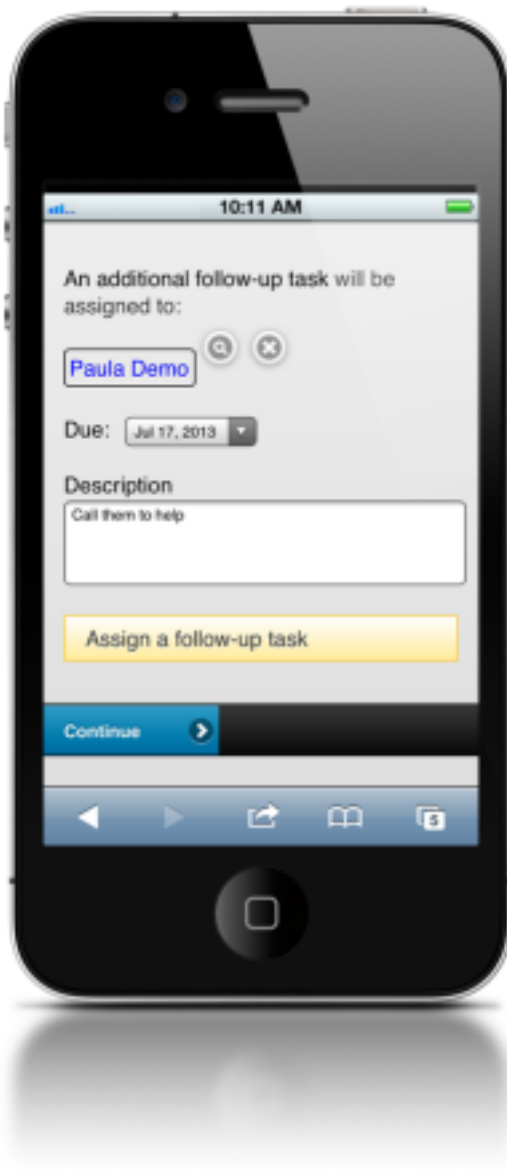 10:11 AM
An additional follow-up task will be
assigned to:
Paula Demo
Due: Jul 17, 2013
Description
Call them to help
Assign a follow-up task
Continue
5